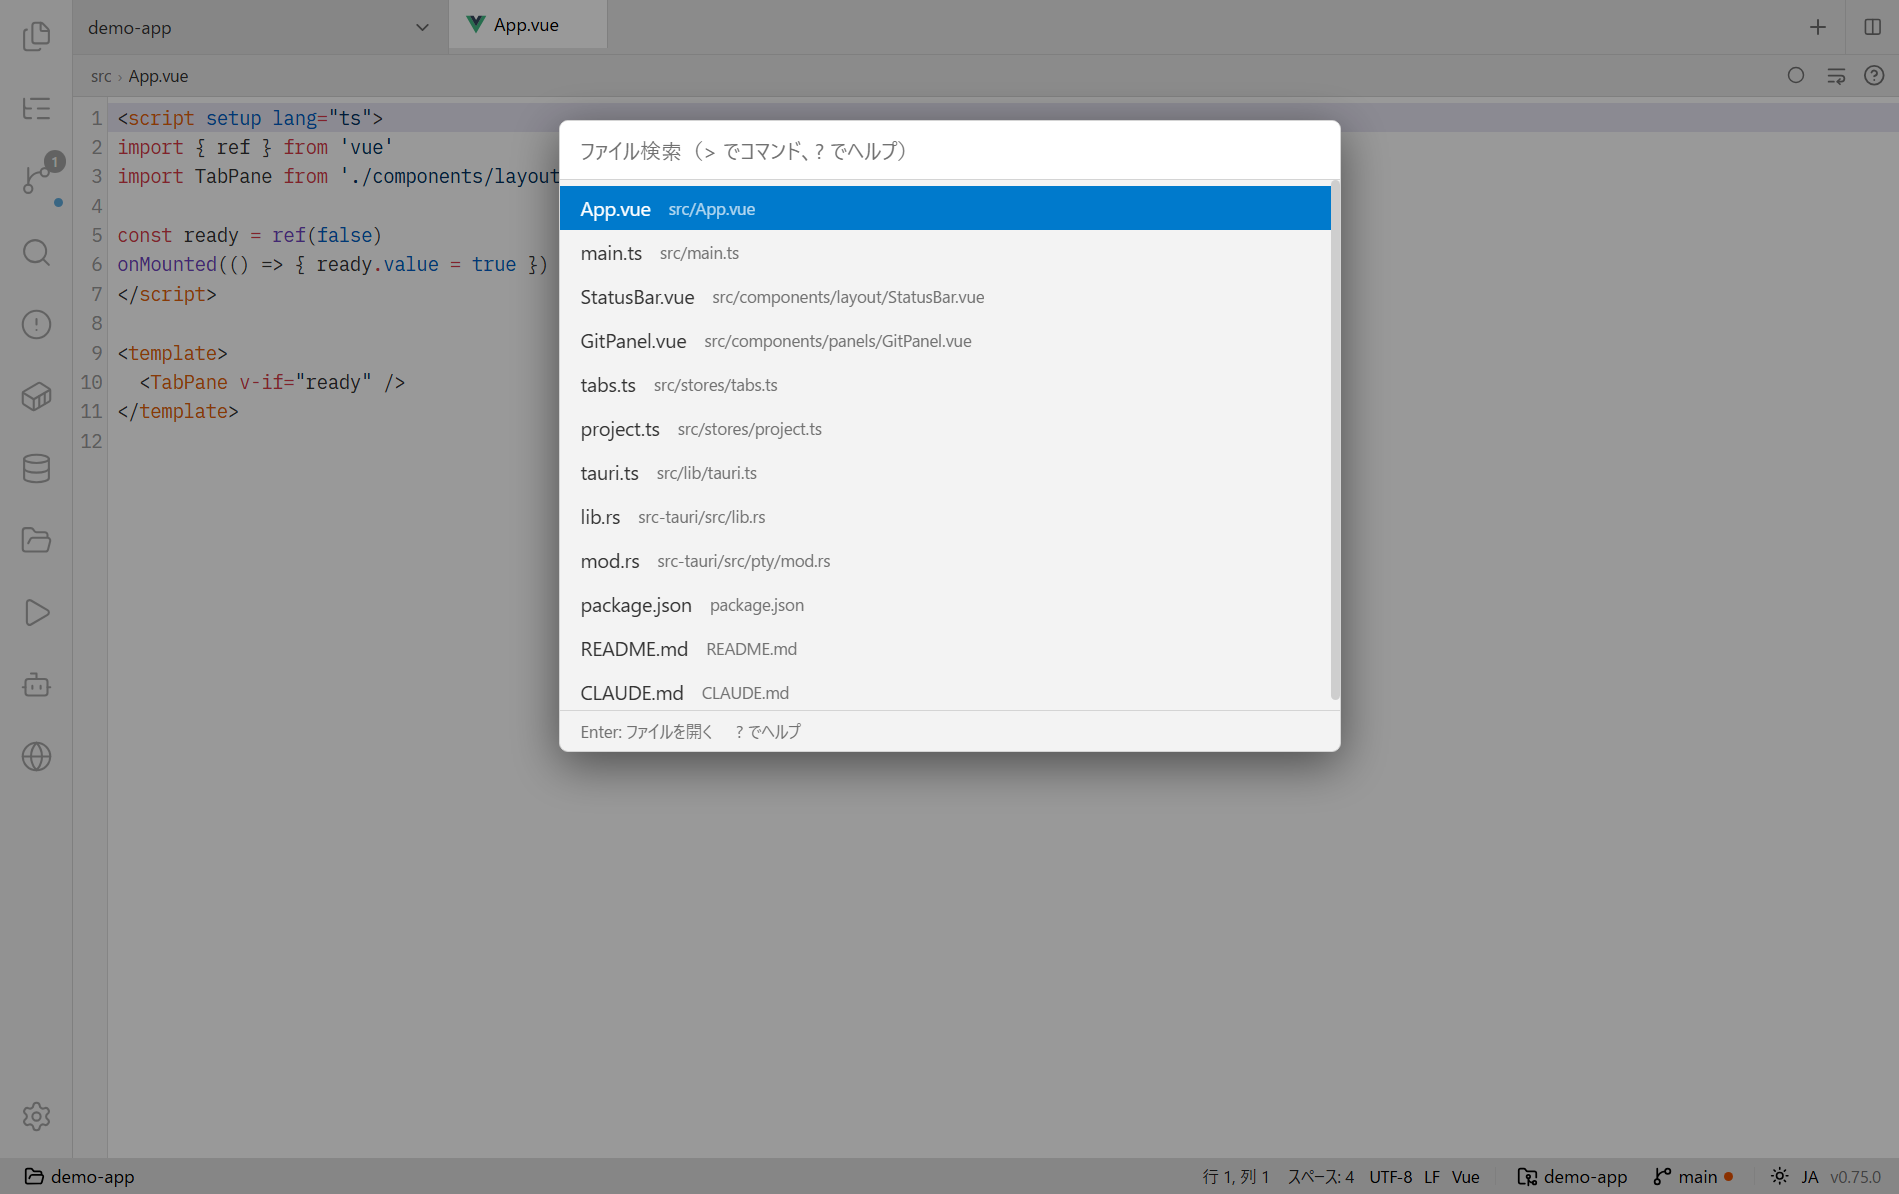 demo-app
App.vue
src › App.vue
1
1 <script setup lang="ts">
2 import { ref } from 'vue'
3 import TabPane from './components/layout
4
5 const ready = ref(false)
6 onMounted(() => { ready.value = true })
7 </script>
8
9 <template>
10   <TabPane v-if="ready" />
11 </template>
12
ファイル検索（> でコマンド、? でヘルプ）
App.vue src/App.vue
main.ts src/main.ts
StatusBar.vue src/components/layout/StatusBar.vue
GitPanel.vue src/components/panels/GitPanel.vue
tabs.ts src/stores/tabs.ts
project.ts src/stores/project.ts
tauri.ts src/lib/tauri.ts
lib.rs src-tauri/src/lib.rs
mod.rs src-tauri/src/pty/mod.rs
package.json package.json
README.md README.md
CLAUDE.md CLAUDE.md
Enter: ファイルを開く ? でヘルプ
demo-app 行 1, 列 1 スペース: 4 UTF-8 LF Vue demo-app main JA v0.75.0